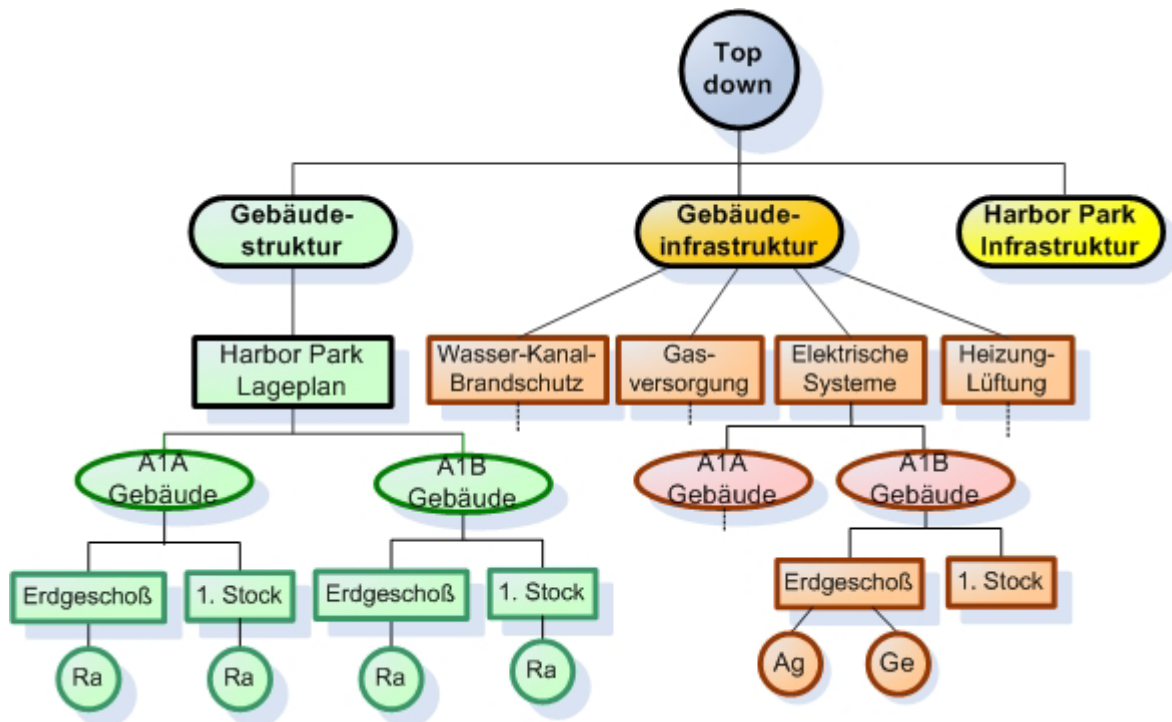 Top
down
Gebäude-
struktur
Gebäude-
infrastruktur
Harbor Park
Infrastruktur
Harbor Park
Lageplan
Wasser-Kanal-
Brandschutz
Gas-
versorgung
Elektrische
Systeme
Heizung-
Lüftung
A1A
Gebäude
A1B
Gebäude
A1A
Gebäude
A1B
Gebäude
Erdgeschoß
1. Stock
Erdgeschoß
1. Stock
Erdgeschoß
1. Stock
Ra
Ra
Ra
Ra
Ag
Ge